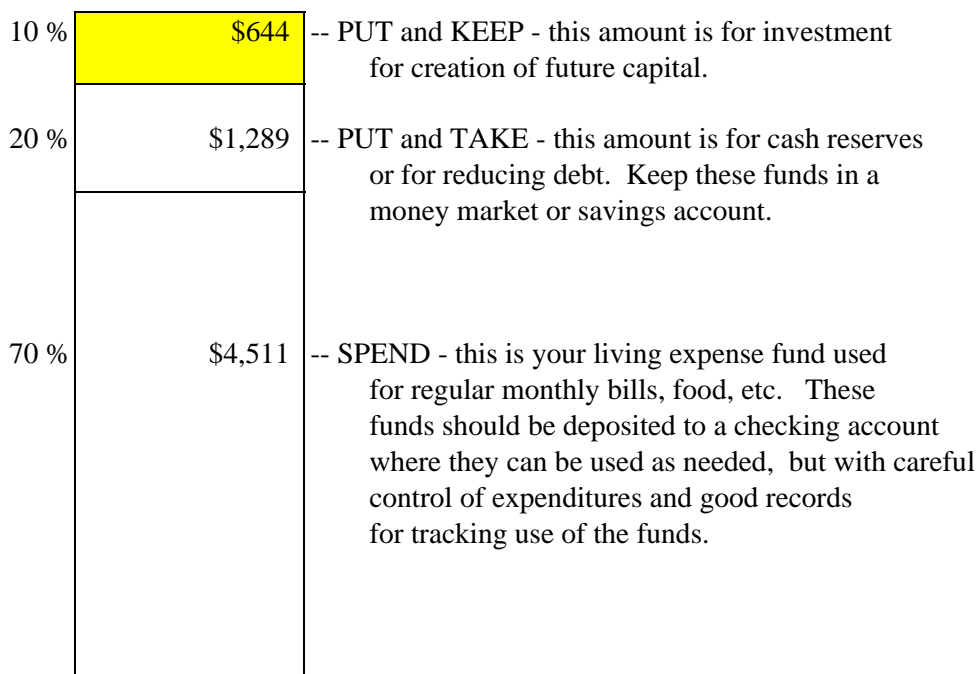 10 % $644 -- PUT and KEEP - this amount is for investment
for creation of future capital.
20 % $1,289 -- PUT and TAKE - this amount is for cash reserves
or for reducing debt. Keep these funds in a
money market or savings account.
70 % $4,511 -- SPEND - this is your living expense fund used
for regular monthly bills, food, etc. These
funds should be deposited to a checking account
where they can be used as needed, but with careful
control of expenditures and good records
for tracking use of the funds.